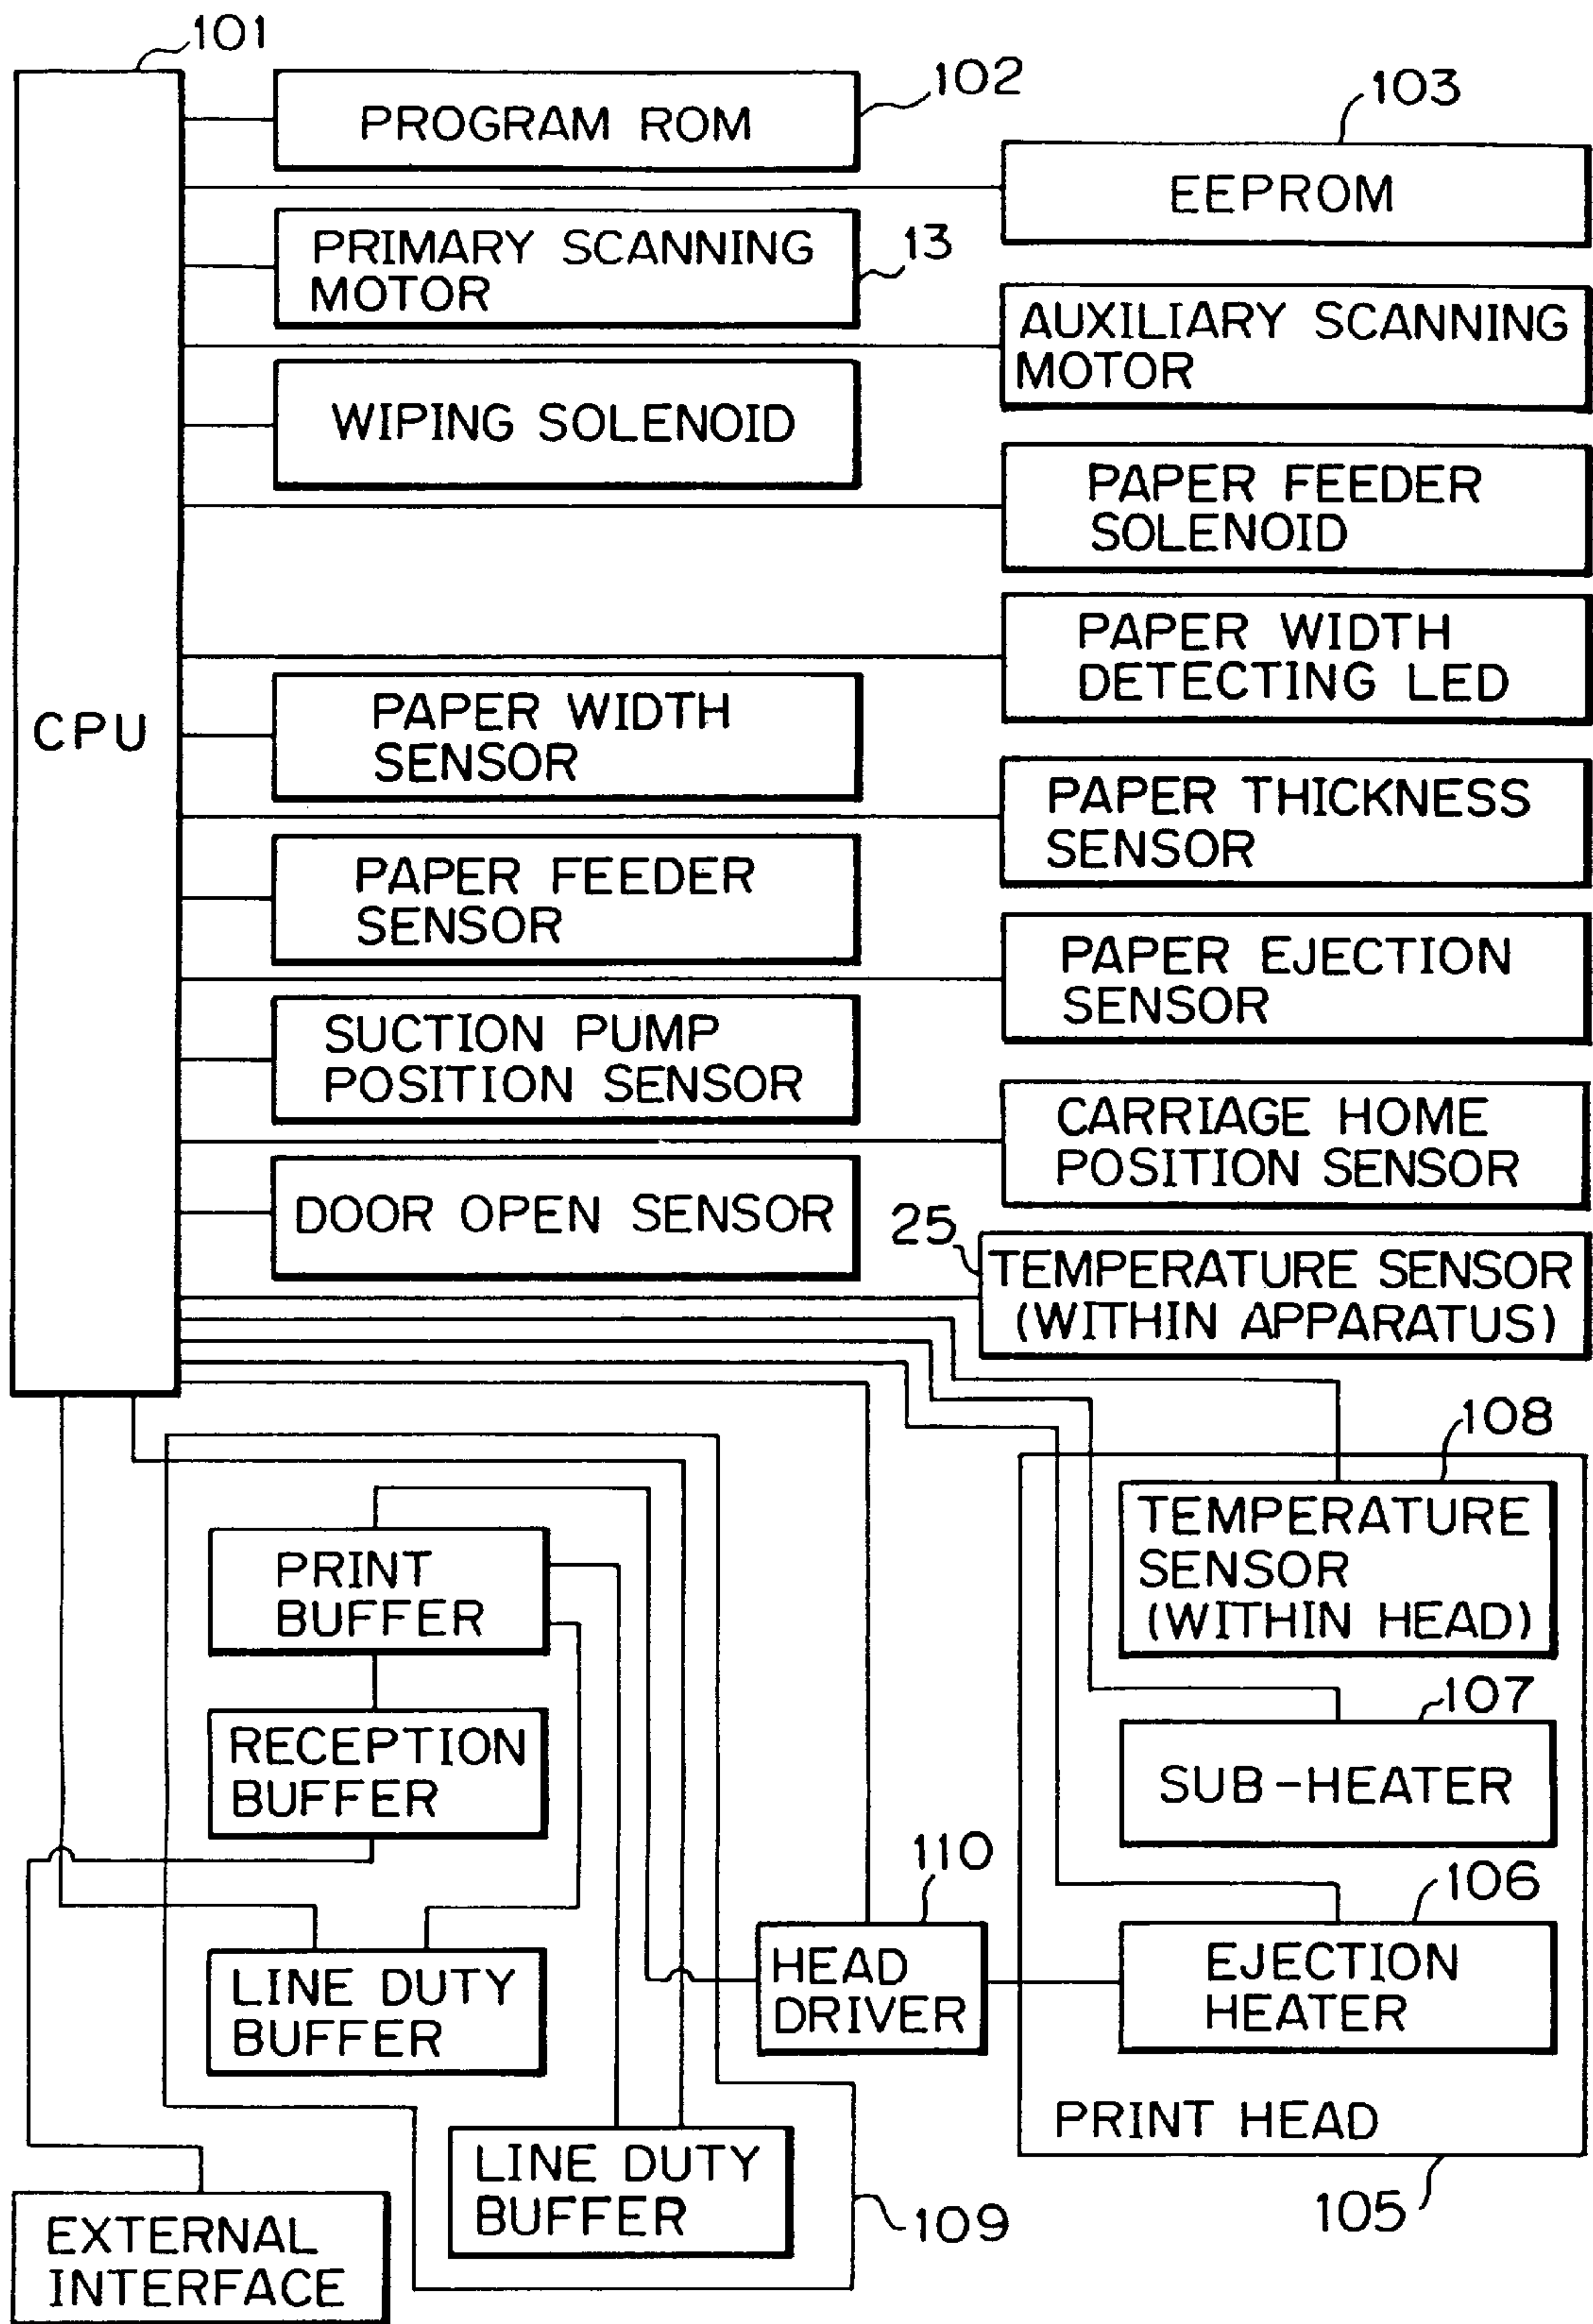 101
PROGRAM ROM
102
103
EEPROM
PRIMARY SCANNING
MOTOR
13
AUXILIARY SCANNING
MOTOR
WIPING SOLENOID
PAPER FEEDER
SOLENOID
PAPER WIDTH
DETECTING LED
CPU
PAPER WIDTH
SENSOR
PAPER THICKNESS
SENSOR
PAPER FEEDER
SENSOR
PAPER EJECTION
SENSOR
SUCTION PUMP
POSITION SENSOR
CARRIAGE HOME
POSITION SENSOR
DOOR OPEN SENSOR
25
TEMPERATURE SENSOR
(WITHIN APPARATUS)
108
TEMPERATURE
SENSOR
(WITHIN HEAD)
PRINT
BUFFER
107
SUB-HEATER
RECEPTION
BUFFER
110
106
HEAD
DRIVER
EJECTION
HEATER
LINE DUTY
BUFFER
PRINT HEAD
105
LINE DUTY
BUFFER
109
EXTERNAL
INTERFACE